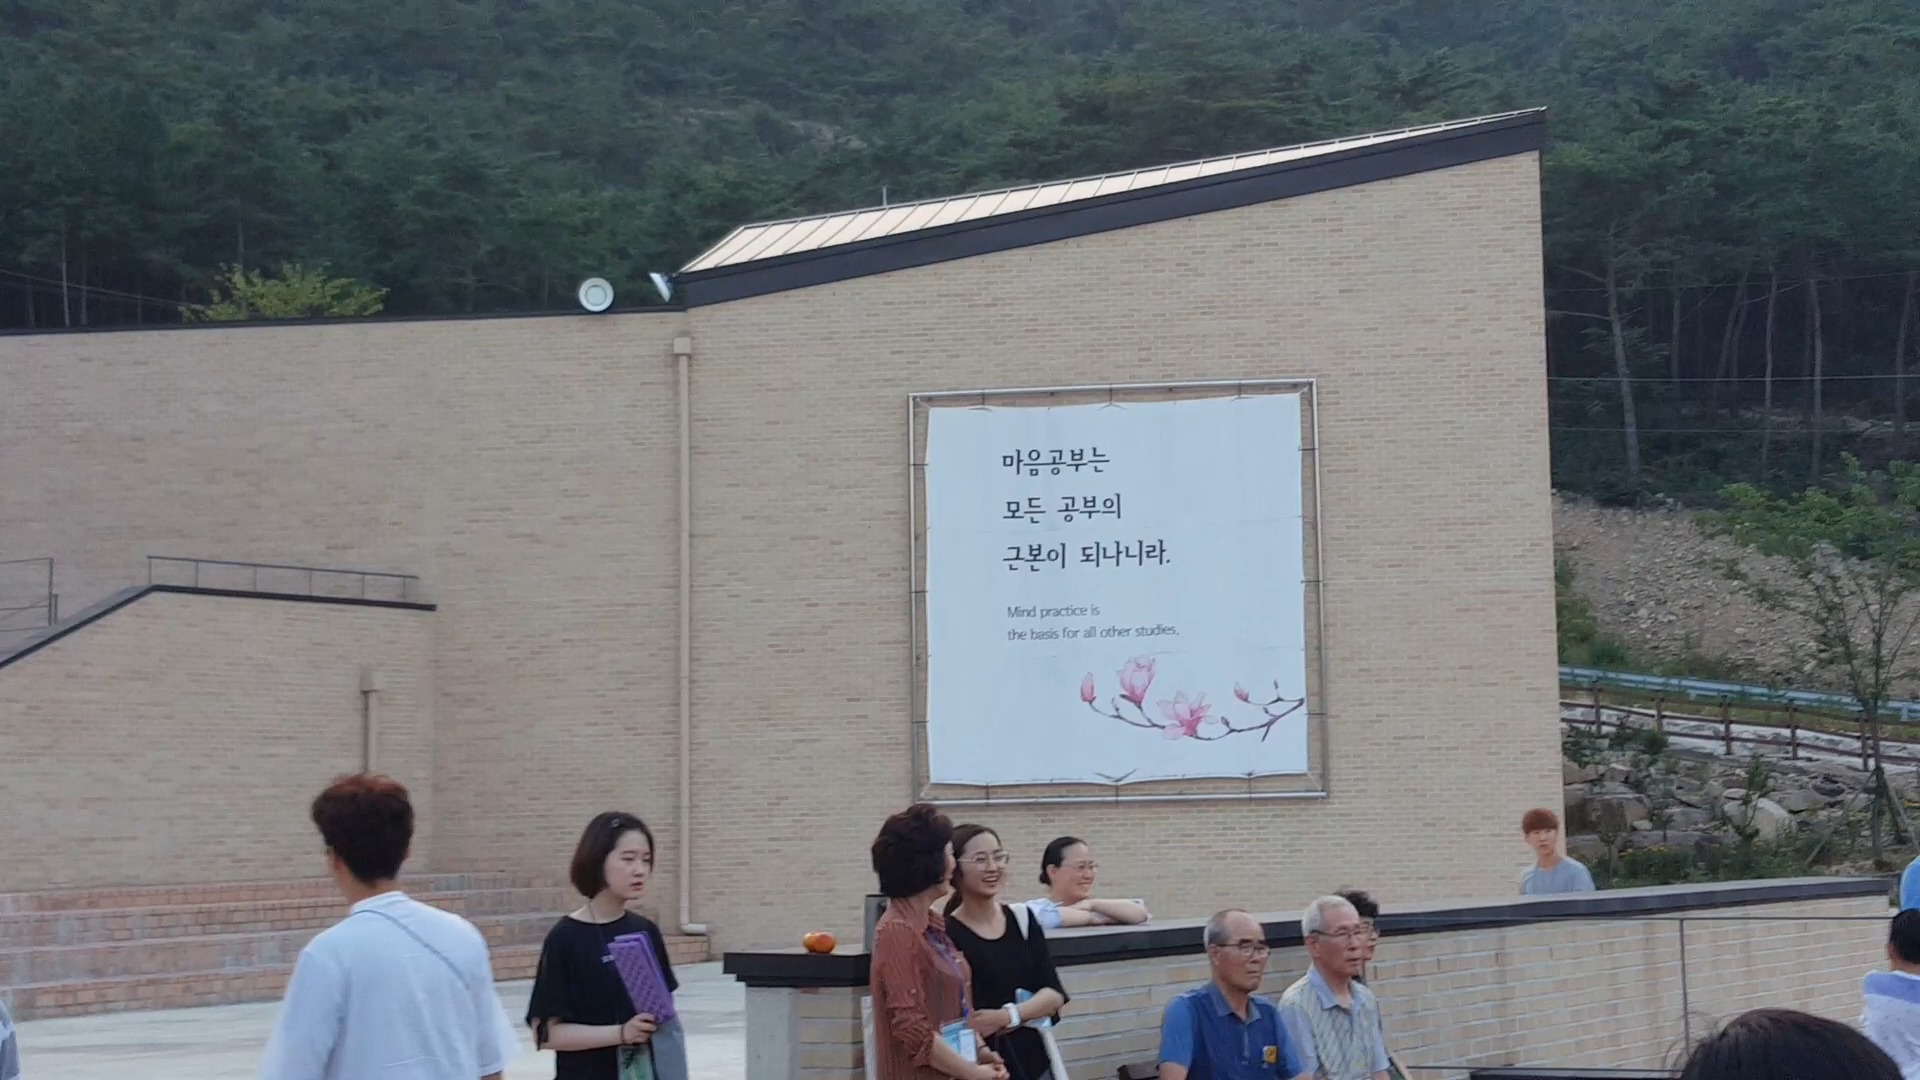 마음공부는
모든 공부의
근본이 되나니라.
Mind practice is
the basis for all other studies.